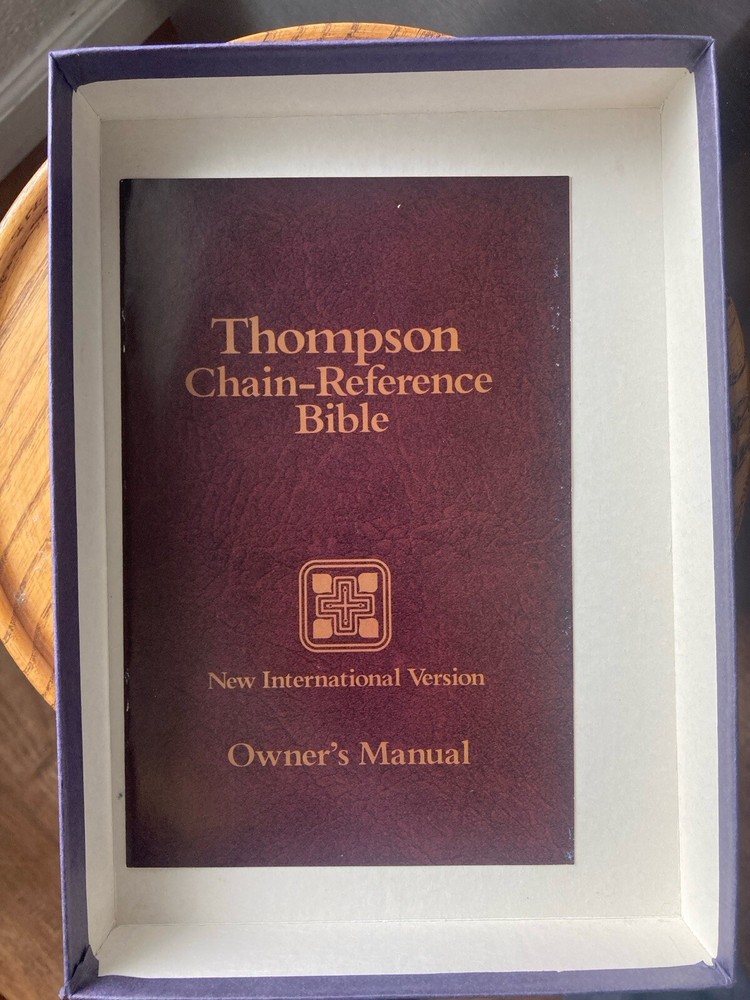 Thompson
Chain-Reference
Bible
New International Version
Owner's Manual